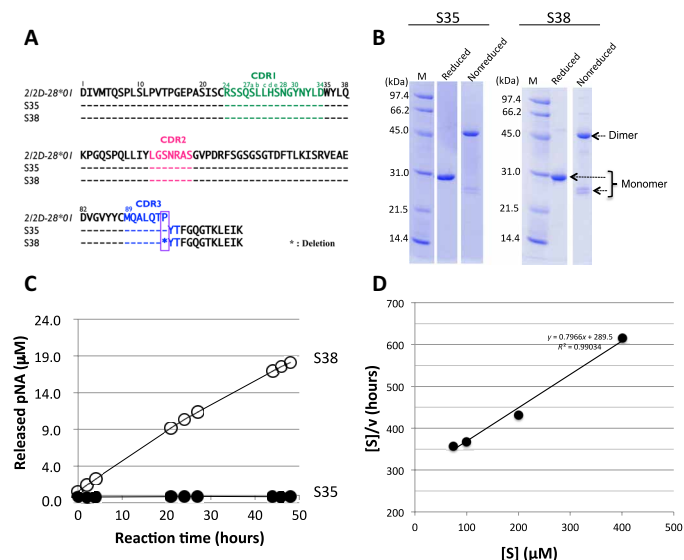 A
CDR1
1 10 20 24 27a b c d e 28 30 34 36 38
2/2D-28*01 DIVMTQSPLSLPVTPGEPASISCRSSQSLLHSNGYNYLDWYLQ
S35
S38
CDR2
2/2D-28*01 KPGQSPQLLIYLGSNRASGVPDRFSGSGSGTDFTLKISRVEAE
S35
S38
CDR3
82 89
2/2D-28*01 DVGVYYCMQALQTP
S35 YTFGQGTKLEIK
S38 *YTFGQGTKLEIK
* : Deletion
B
S35 S38
(kDa) M Reduced Nonreduced (kDa) M Reduced Nonreduced
97.4 97.4
66.2 66.2
45.0 45.0 Dimer
31.0 31.0 Monomer
21.5 21.5
14.4 14.4
C
Released pNA (μM)
24.0
19.0
14.0
9.0
4.0
0.0
0 10 20 30 40 50
Reaction time (hours)
S38
S35
D
[S]/v (hours)
700
600
500
400
300
200
0 100 200 300 400 500
[S] (μM)
y = 0.7966x + 289.5
R² = 0.99034